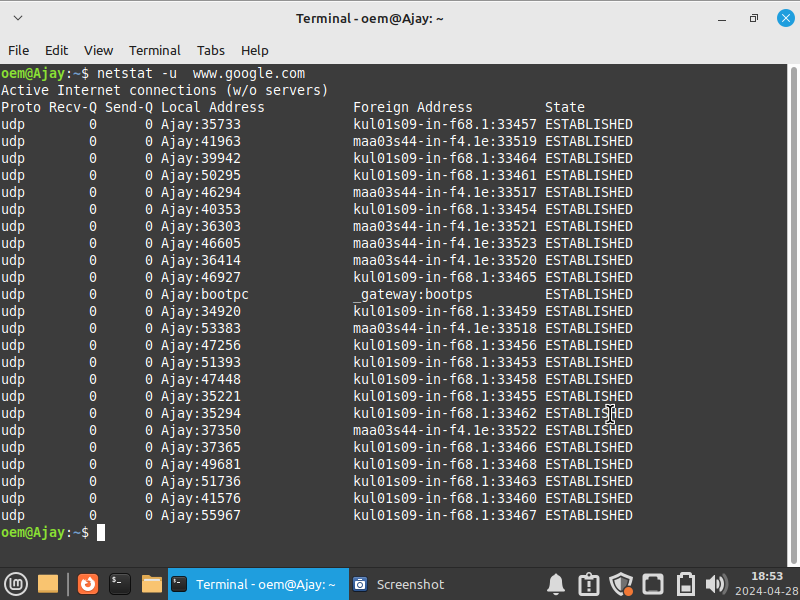 Terminal - oem@Ajay: ~
File Edit View Terminal Tabs Help
oem@Ajay:~$ netstat -u  www.google.com
Active Internet connections (w/o servers)
Proto Recv-Q Send-Q Local Address           Foreign Address         State
udp        0      0 Ajay:35733              kul01s09-in-f68.1:33457 ESTABLISHED
udp        0      0 Ajay:41963              maa03s44-in-f4.1e:33519 ESTABLISHED
udp        0      0 Ajay:39942              kul01s09-in-f68.1:33464 ESTABLISHED
udp        0      0 Ajay:50295              kul01s09-in-f68.1:33461 ESTABLISHED
udp        0      0 Ajay:46294              maa03s44-in-f4.1e:33517 ESTABLISHED
udp        0      0 Ajay:40353              kul01s09-in-f68.1:33454 ESTABLISHED
udp        0      0 Ajay:36303              maa03s44-in-f4.1e:33521 ESTABLISHED
udp        0      0 Ajay:46605              maa03s44-in-f4.1e:33523 ESTABLISHED
udp        0      0 Ajay:36414              maa03s44-in-f4.1e:33520 ESTABLISHED
udp        0      0 Ajay:46927              kul01s09-in-f68.1:33465 ESTABLISHED
udp        0      0 Ajay:bootpc             _gateway:bootps         ESTABLISHED
udp        0      0 Ajay:34920              kul01s09-in-f68.1:33459 ESTABLISHED
udp        0      0 Ajay:53383              maa03s44-in-f4.1e:33518 ESTABLISHED
udp        0      0 Ajay:47256              kul01s09-in-f68.1:33456 ESTABLISHED
udp        0      0 Ajay:51393              kul01s09-in-f68.1:33453 ESTABLISHED
udp        0      0 Ajay:47448              kul01s09-in-f68.1:33458 ESTABLISHED
udp        0      0 Ajay:35221              kul01s09-in-f68.1:33455 ESTABLISHED
udp        0      0 Ajay:35294              kul01s09-in-f68.1:33462 ESTABLISHED
udp        0      0 Ajay:37350              maa03s44-in-f4.1e:33522 ESTABLISHED
udp        0      0 Ajay:37365              kul01s09-in-f68.1:33466 ESTABLISHED
udp        0      0 Ajay:49681              kul01s09-in-f68.1:33468 ESTABLISHED
udp        0      0 Ajay:51736              kul01s09-in-f68.1:33463 ESTABLISHED
udp        0      0 Ajay:41576              kul01s09-in-f68.1:33460 ESTABLISHED
udp        0      0 Ajay:55967              kul01s09-in-f68.1:33467 ESTABLISHED
oem@Ajay:~$
Terminal - oem@Ajay: ~ Screenshot 18:53
2024-04-28